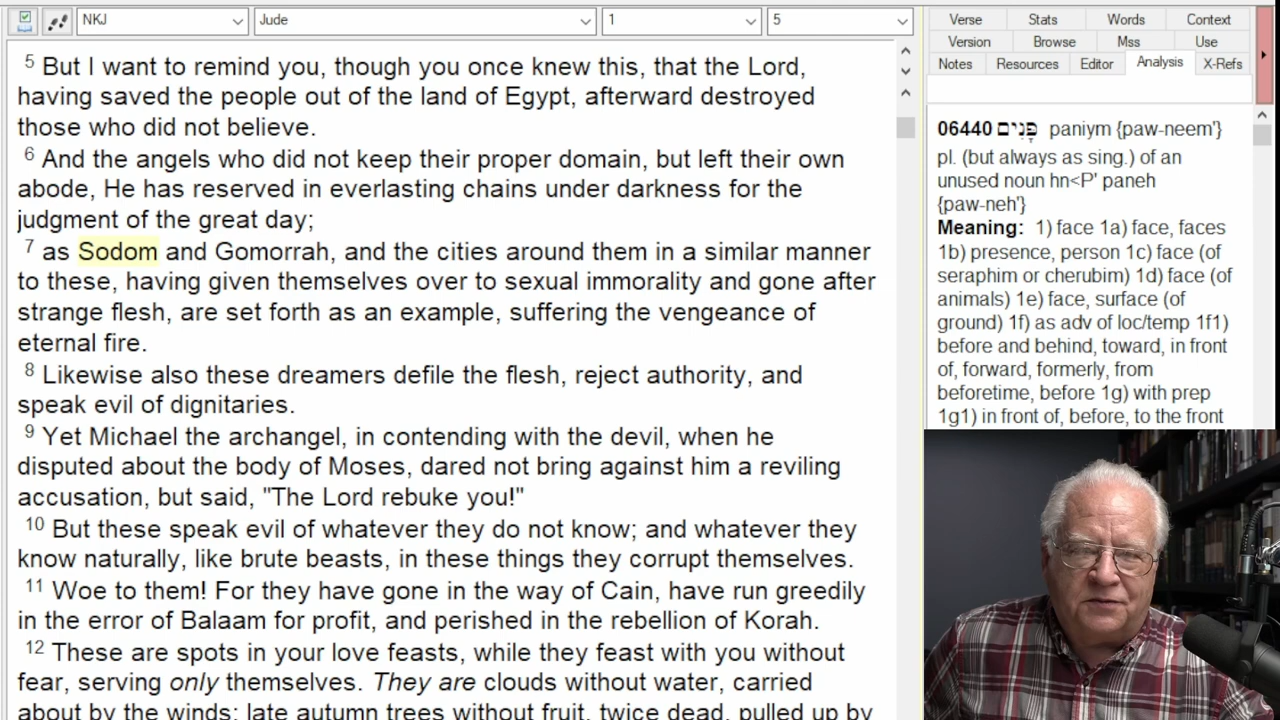 NKJ
Jude
1
5
5 But I want to remind you, though you once knew this, that the Lord,
having saved the people out of the land of Egypt, afterward destroyed
those who did not believe.
6 And the angels who did not keep their proper domain, but left their own
abode, He has reserved in everlasting chains under darkness for the
judgment of the great day;
7 as Sodom and Gomorrah, and the cities around them in a similar manner
to these, having given themselves over to sexual immorality and gone after
strange flesh, are set forth as an example, suffering the vengeance of
eternal fire.
8 Likewise also these dreamers defile the flesh, reject authority, and
speak evil of dignitaries.
9 Yet Michael the archangel, in contending with the devil, when he
disputed about the body of Moses, dared not bring against him a reviling
accusation, but said, "The Lord rebuke you!"
10 But these speak evil of whatever they do not know; and whatever they
know naturally, like brute beasts, in these things they corrupt themselves.
11 Woe to them! For they have gone in the way of Cain, have run greedily
in the error of Balaam for profit, and perished in the rebellion of Korah.
12 These are spots in your love feasts, while they feast with you without
fear, serving only themselves. They are clouds without water, carried
about by the winds; late autumn trees without fruit, twice dead, pulled up by
Verse Stats Words Context
Version Browse Mss Use
Notes Resources Editor Analysis X-Refs
06440 פָּנִים paniym {paw-neem'}
pl. (but always as sing.) of an
unused noun hn<P' paneh
{paw-neh'}
Meaning: 1) face 1a) face, faces
1b) presence, person 1c) face (of
seraphim or cherubim) 1d) face (of
animals) 1e) face, surface (of
ground) 1f) as adv of loc/temp 1f1)
before and behind, toward, in front
of, forward, formerly, from
beforetime, before 1g) with prep
1g1) in front of, before, to the front